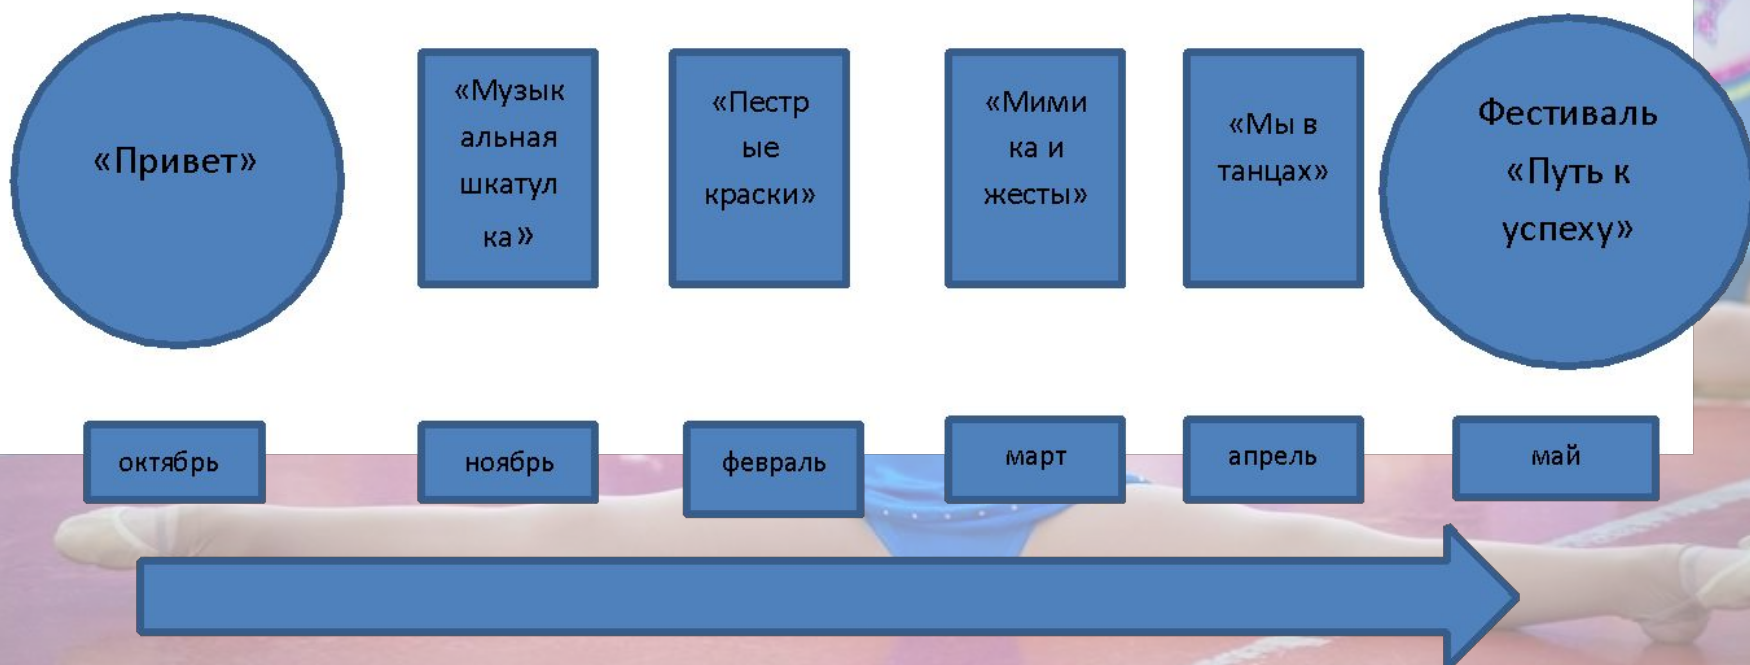 «Привет»
«Музык
альная
шкатул
ка»
«Пестр
ые
краски»
«Мими
ка и
жесты»
«Мы в
танцах»
Фестиваль
«Путь к
успеху»
октябрь
ноябрь
февраль
март
апрель
май